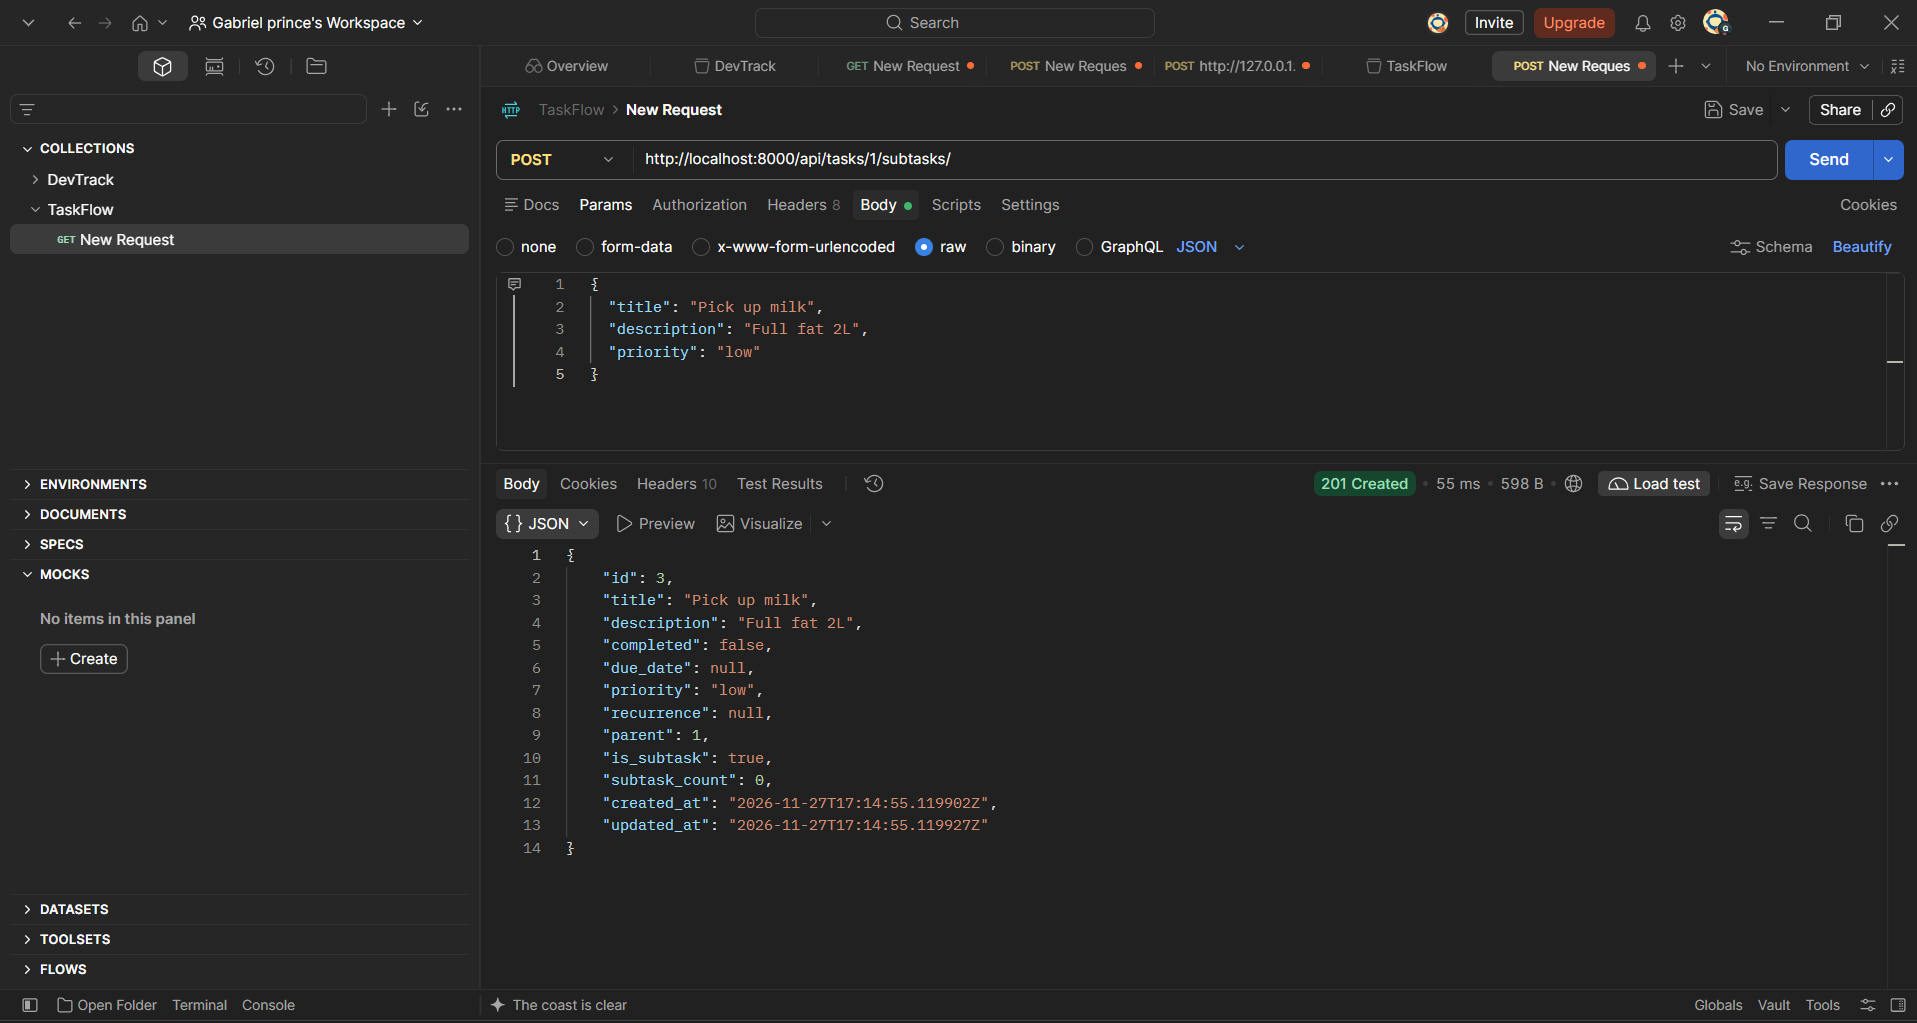 Gabriel prince's Workspace
Search
Invite
Upgrade
G
Overview
DevTrack
GET New Request
POST New Reques
POST http://127.0.0.1.
TaskFlow
POST New Reques
No Environment
COLLECTIONS
DevTrack
TaskFlow
GET New Request
ENVIRONMENTS
DOCUMENTS
SPECS
MOCKS
No items in this panel
Create
DATASETS
TOOLSETS
FLOWS
HTTP TaskFlow > New Request
Save
Share
POST
http://localhost:8000/api/tasks/1/subtasks/
Send
Docs Params Authorization Headers 8 Body Scripts Settings
Cookies
none form-data x-www-form-urlencoded raw binary GraphQL JSON
Schema Beautify
1 {
2 "title": "Pick up milk",
3 "description": "Full fat 2L",
4 "priority": "low"
5 }
Body Cookies Headers 10 Test Results
201 Created • 55 ms • 598 B
Load test
e.g. Save Response
{} JSON Preview Visualize
1 {
2 "id": 3,
3 "title": "Pick up milk",
4 "description": "Full fat 2L",
5 "completed": false,
6 "due_date": null,
7 "priority": "low",
8 "recurrence": null,
9 "parent": 1,
10 "is_subtask": true,
11 "subtask_count": 0,
12 "created_at": "2026-11-27T17:14:55.119902Z",
13 "updated_at": "2026-11-27T17:14:55.119927Z"
14 }
Open Folder Terminal Console
The coast is clear
Globals Vault Tools